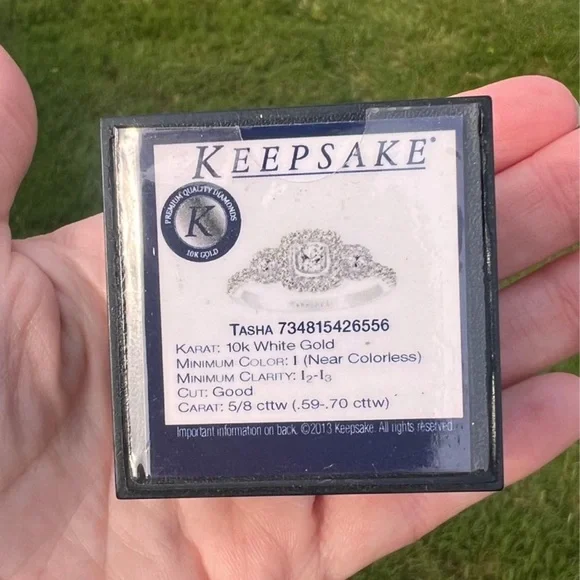 KEEPSAKE®
PREMIUM QUALITY DIAMONDS
K
10K GOLD
TASHA 734815426556
KARAT: 10k White Gold
MINIMUM COLOR: I (Near Colorless)
MINIMUM CLARITY: I2-I3
CUT: Good
CARAT: 5/8 cttw (.59-.70 cttw)
Important information on back. ©2013 Keepsake. All rights reserved.